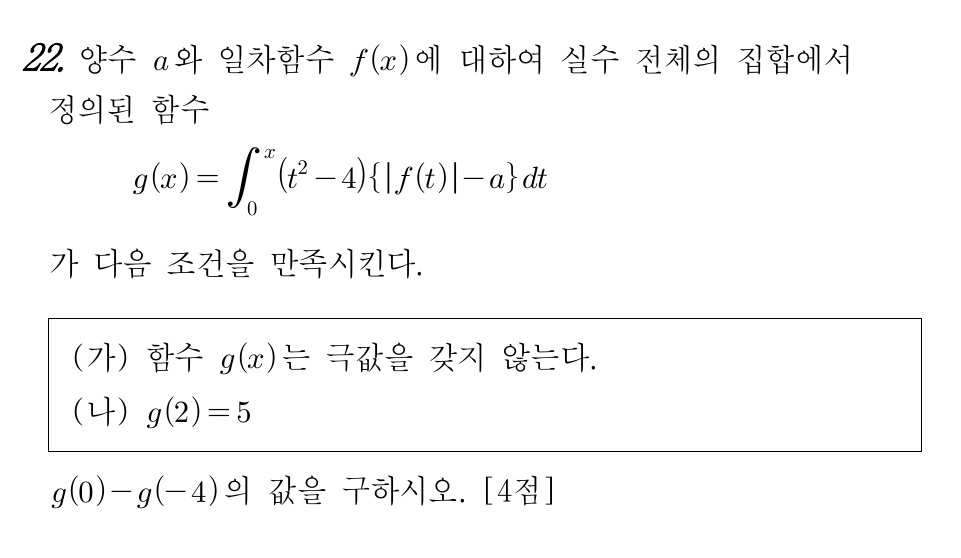 22. 양수 a와 일차함수 f(x)에 대하여 실수 전체의 집합에서
정의된 함수
g(x) = ∫₀ˣ (t² − 4){|f(t)| − a} dt
가 다음 조건을 만족시킨다.
(가) 함수 g(x)는 극값을 갖지 않는다.
(나) g(2) = 5
g(0) − g(−4)의 값을 구하시오. [4점]